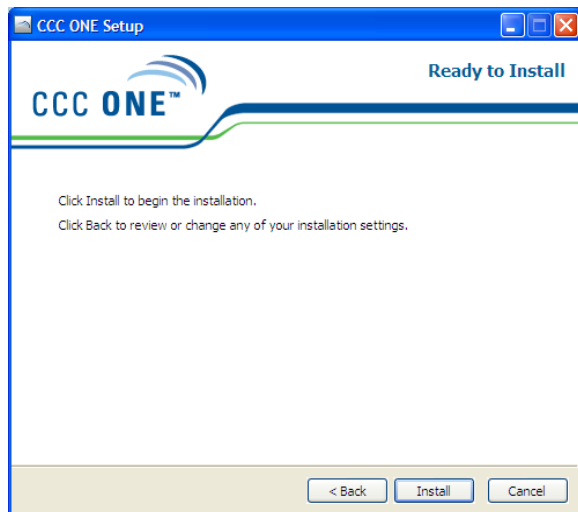 CCC ONE Setup
Ready to Install
CCC ONE™
Click Install to begin the installation.
Click Back to review or change any of your installation settings.
< Back
Install
Cancel